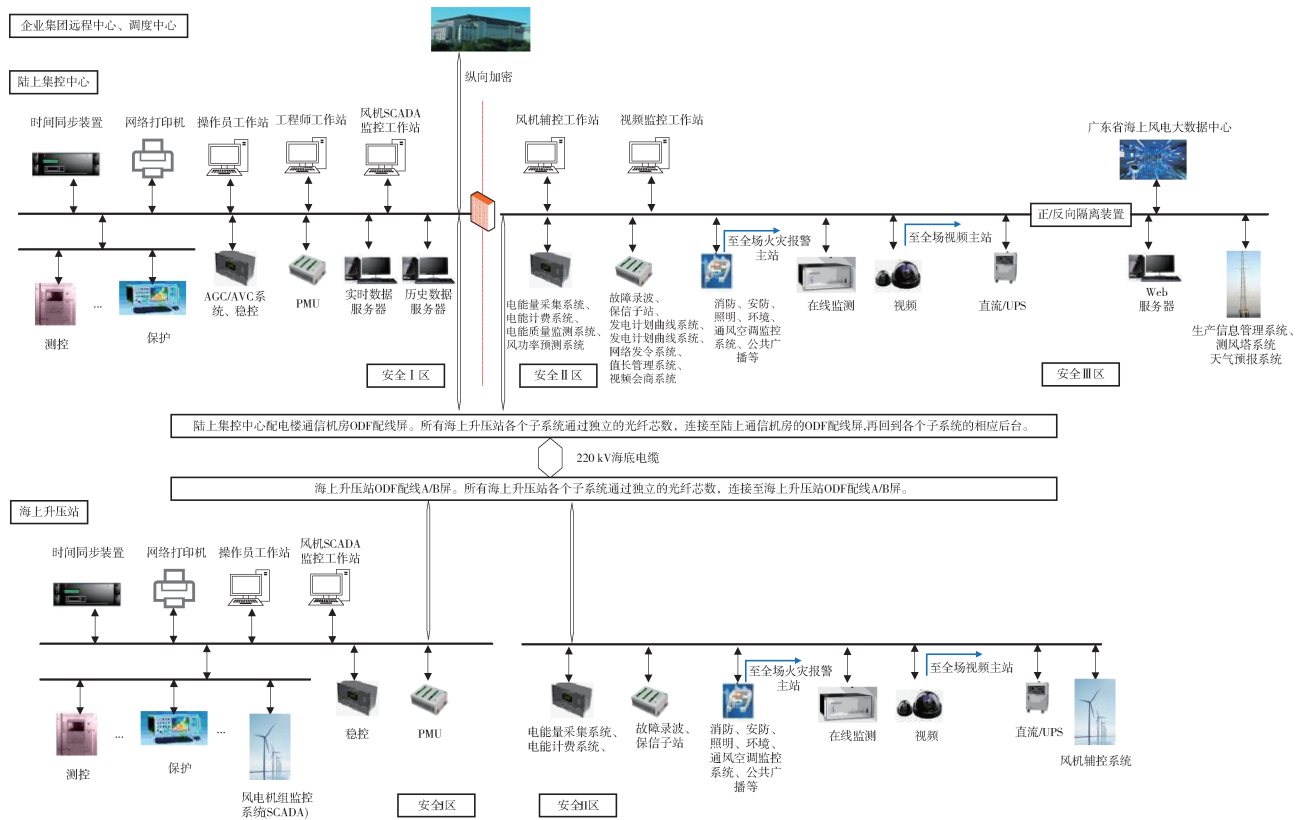 企业集团远程中心、调度中心
纵向加密
陆上集控中心
时间同步装置
网络打印机
操作员工作站
工程师工作站
风机SCADA
监控工作站
风机辅控工作站
视频监控工作站
广东省海上风电大数据中心
正/反向隔离装置
至全场火灾报警
主站
至全场视频主站
测控
...
保护
AGC/AVC系
统、稳控
PMU
实时数据
服务器
历史数据
服务器
电能量采集系统、
电能计费系统、
电能质量监测系统、
风功率预测系统
故障录波、
保信子站、
发电计划曲线系统、
发电计划曲线系统、
网络发令系统、
值长管理系统、
视频会商系统
消防、安防、
照明、环境、
通风空调监控
系统、公共广
播等
在线监测
视频
直流/UPS
Web
服务器
生产信息管理系统、
测风塔系统
天气预报系统
安全Ⅰ区
安全Ⅱ区
安全Ⅲ区
陆上集控中心配电楼通信机房ODF配线屏。所有海上升压站各个子系统通过独立的光纤芯数，连接至陆上通信机房的ODF配线屏,再回到各个子系统的相应后台。
220 kV海底电缆
海上升压站ODF配线A/B屏。所有海上升压站各个子系统通过独立的光纤芯数，连接至海上升压站ODF配线A/B屏。
海上升压站
时间同步装置
网络打印机
操作员工作站
风机SCADA
监控工作站
至全场火灾报警
主站
至全场视频主站
测控
...
保护
...
风电机组监控
系统(SCADA)
稳控
PMU
电能量采集系统、
电能计费系统、
故障录波、
保信子站
消防、安防、
照明、环境、
通风空调监控
系统、公共广
播等
在线监测
视频
直流/UPS
风机辅控系统
安全Ⅰ区
安全Ⅱ区